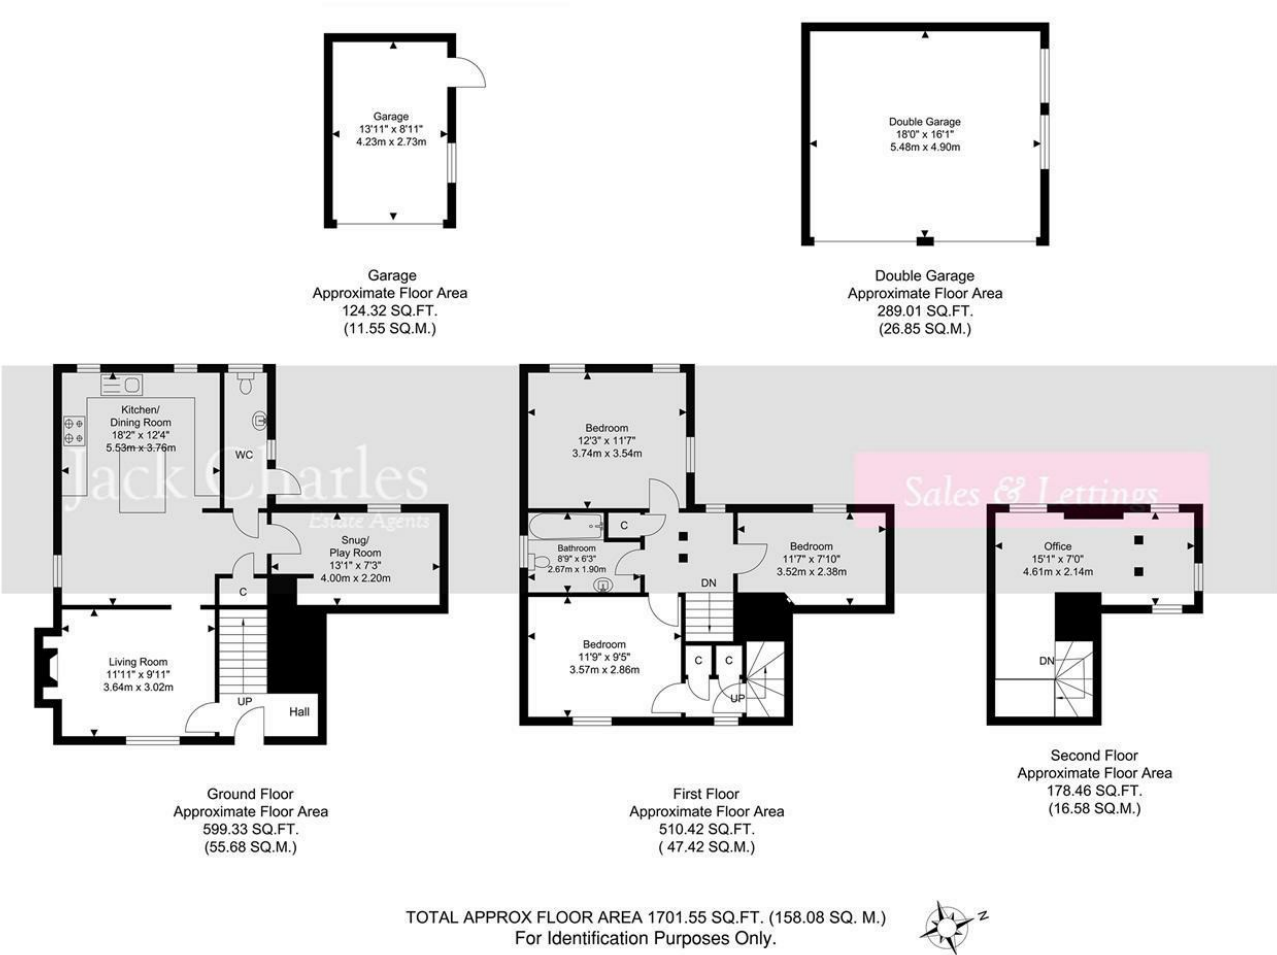 Garage
13'11" x 8'11"
4.23m x 2.73m
Double Garage
18'0" x 16'1"
5.48m x 4.90m
Garage
Approximate Floor Area
124.32 SQ.FT.
(11.55 SQ.M.)
Double Garage
Approximate Floor Area
289.01 SQ.FT.
(26.85 SQ.M.)
Kitchen/
Dining Room
18'2" x 12'4"
5.53m x 3.76m
WC
Jack Charles
Estate Agents
Snug/
Play Room
13'1" x 7'3"
4.00m x 2.20m
C
Living Room
11'11" x 9'11"
3.64m x 3.02m
UP
Hall
Bedroom
12'3" x 11'7"
3.74m x 3.54m
C
Bathroom
8'9" x 6'3"
2.67m x 1.90m
Bedroom
11'7" x 7'10"
3.52m x 2.38m
DN
Bedroom
11'9" x 9'5"
3.57m x 2.86m
C
C
UP
Sales & Lettings
Office
15'1" x 7'0"
4.61m x 2.14m
DN
Ground Floor
Approximate Floor Area
599.33 SQ.FT.
(55.68 SQ.M.)
First Floor
Approximate Floor Area
510.42 SQ.FT.
( 47.42 SQ.M.)
Second Floor
Approximate Floor Area
178.46 SQ.FT.
(16.58 SQ.M.)
TOTAL APPROX FLOOR AREA 1701.55 SQ.FT. (158.08 SQ. M.)
For Identification Purposes Only.
N